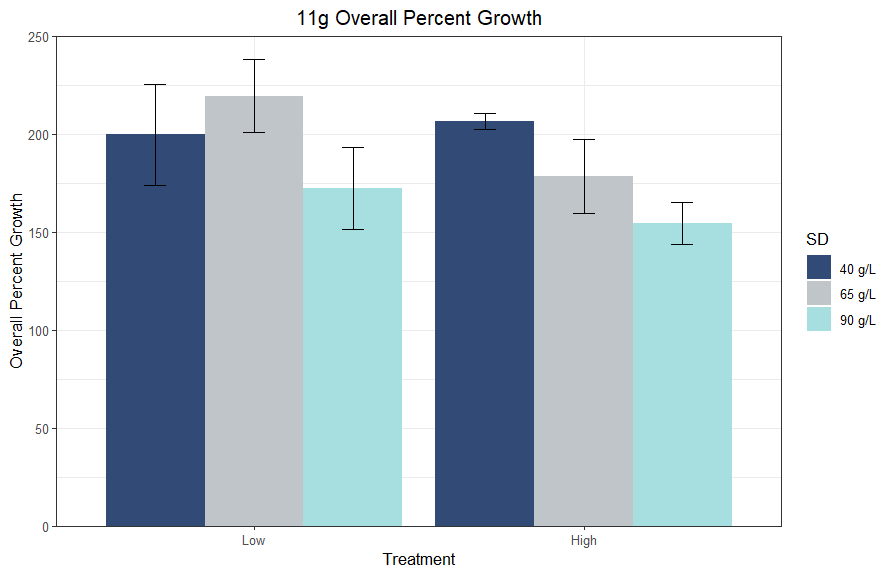 11g Overall Percent Growth
Overall Percent Growth
250
200
150
100
50
0
Low
High
Treatment
SD
40 g/L
65 g/L
90 g/L